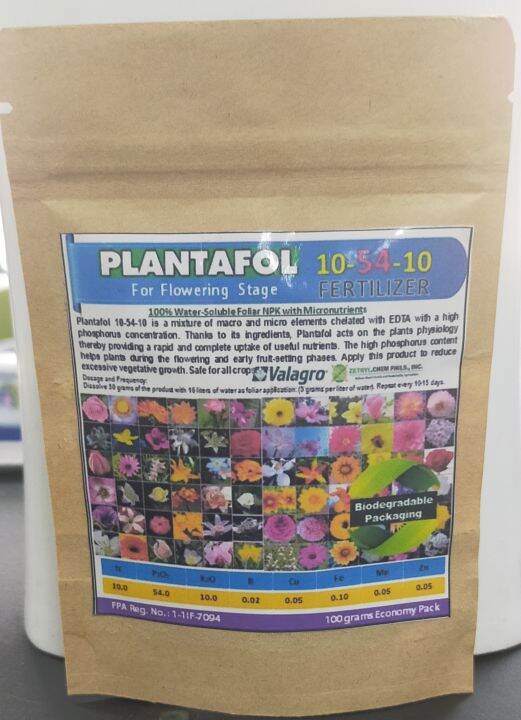 PLANTAFOL 10-54-10
For Flowering Stage FERTILIZER
100% Water-Soluble Foliar NPK with Micronutrients
Plantafol 10-54-10 is a mixture of macro and micro elements chelated with EDTA with a high
phosphorus concentration. Thanks to its ingredients, Plantafol acts on the plants physiology
thereby providing a rapid and complete uptake of useful nutrients. The high phosphorus content
helps plants during the flowering and early fruit-setting phases. Apply this product to reduce
excessive vegetative growth. Safe for all crops
Valagro ZETRYL CHEM PHILS., INC.
Dosage and Frequency:
Dissolve 50 grams of the product with 16 liters of water as foliar application: (3 grams per liter of water). Repeat every 10-15 days.
Biodegradable
Packaging
N P₂O₅ K₂O B Cu Fe Mn Zn
10.0 54.0 10.0 0.02 0.05 0.10 0.05 0.05
FPA Reg. No.: 1-1IF-7094 100 grams Economy Pack